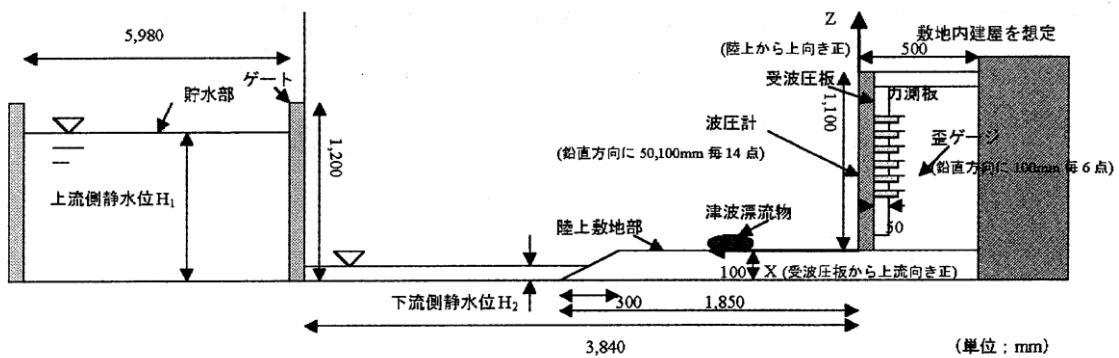 Z
敷地内建屋を想定
5,980
(陸上から上向き正)
500
ゲート
受波圧板
貯水部
力測板
1,100
波圧計
歪ゲージ
1,200
(鉛直方向に 50,100mm 毎 14 点)
(鉛直方向に 100mm 毎 6 点)
上流側静水位H₁
津波漂流物
陸上敷地部
50
100
X (受波圧板から上流向き正)
下流側静水位H₂
300
1,850
3,840
(単位；mm)